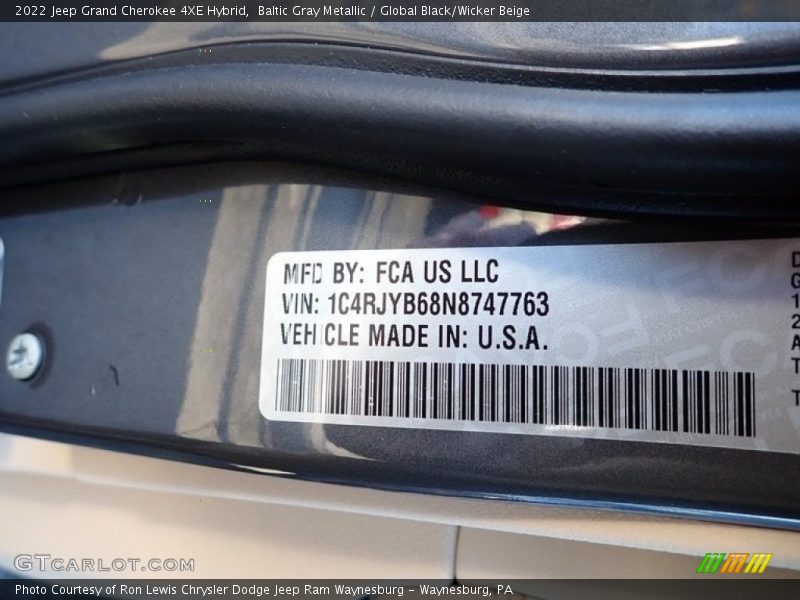 2022 Jeep Grand Cherokee 4XE Hybrid,  Baltic Gray Metallic / Global Black/Wicker Beige
MFD BY: FCA US LLC
VIN: 1C4RJYB68N8747763
VEHICLE MADE IN: U.S.A.
GTCARLOT.COM
Photo Courtesy of Ron Lewis Chrysler Dodge Jeep Ram Waynesburg – Waynesburg, PA